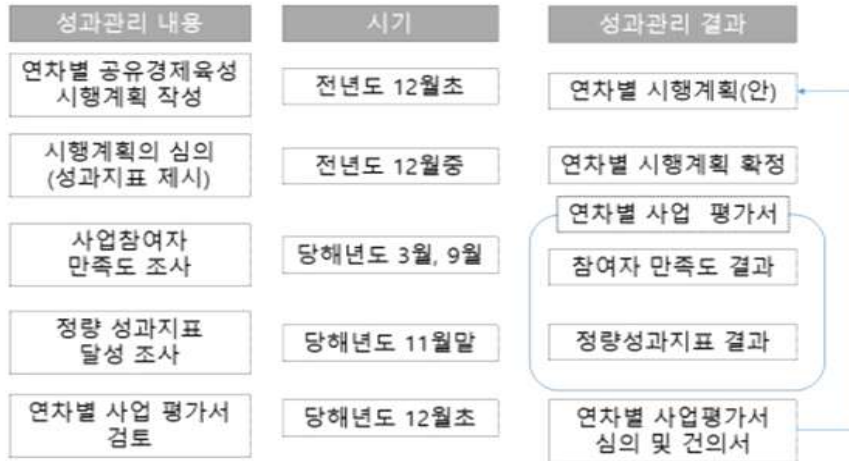 성과관리 내용
시기
성과관리 결과
연차별 공유경제육성
시행계획 작성
전년도 12월초
연차별 시행계획(안)
시행계획의 심의
(성과지표 제시)
전년도 12월중
연차별 시행계획 확정
연차별 사업 평가서
사업참여자
만족도 조사
당해년도 3월, 9월
참여자 만족도 결과
정량 성과지표
달성 조사
당해년도 11월말
정량성과지표 결과
연차별 사업 평가서
검토
당해년도 12월초
연차별 사업평가서
심의 및 건의서